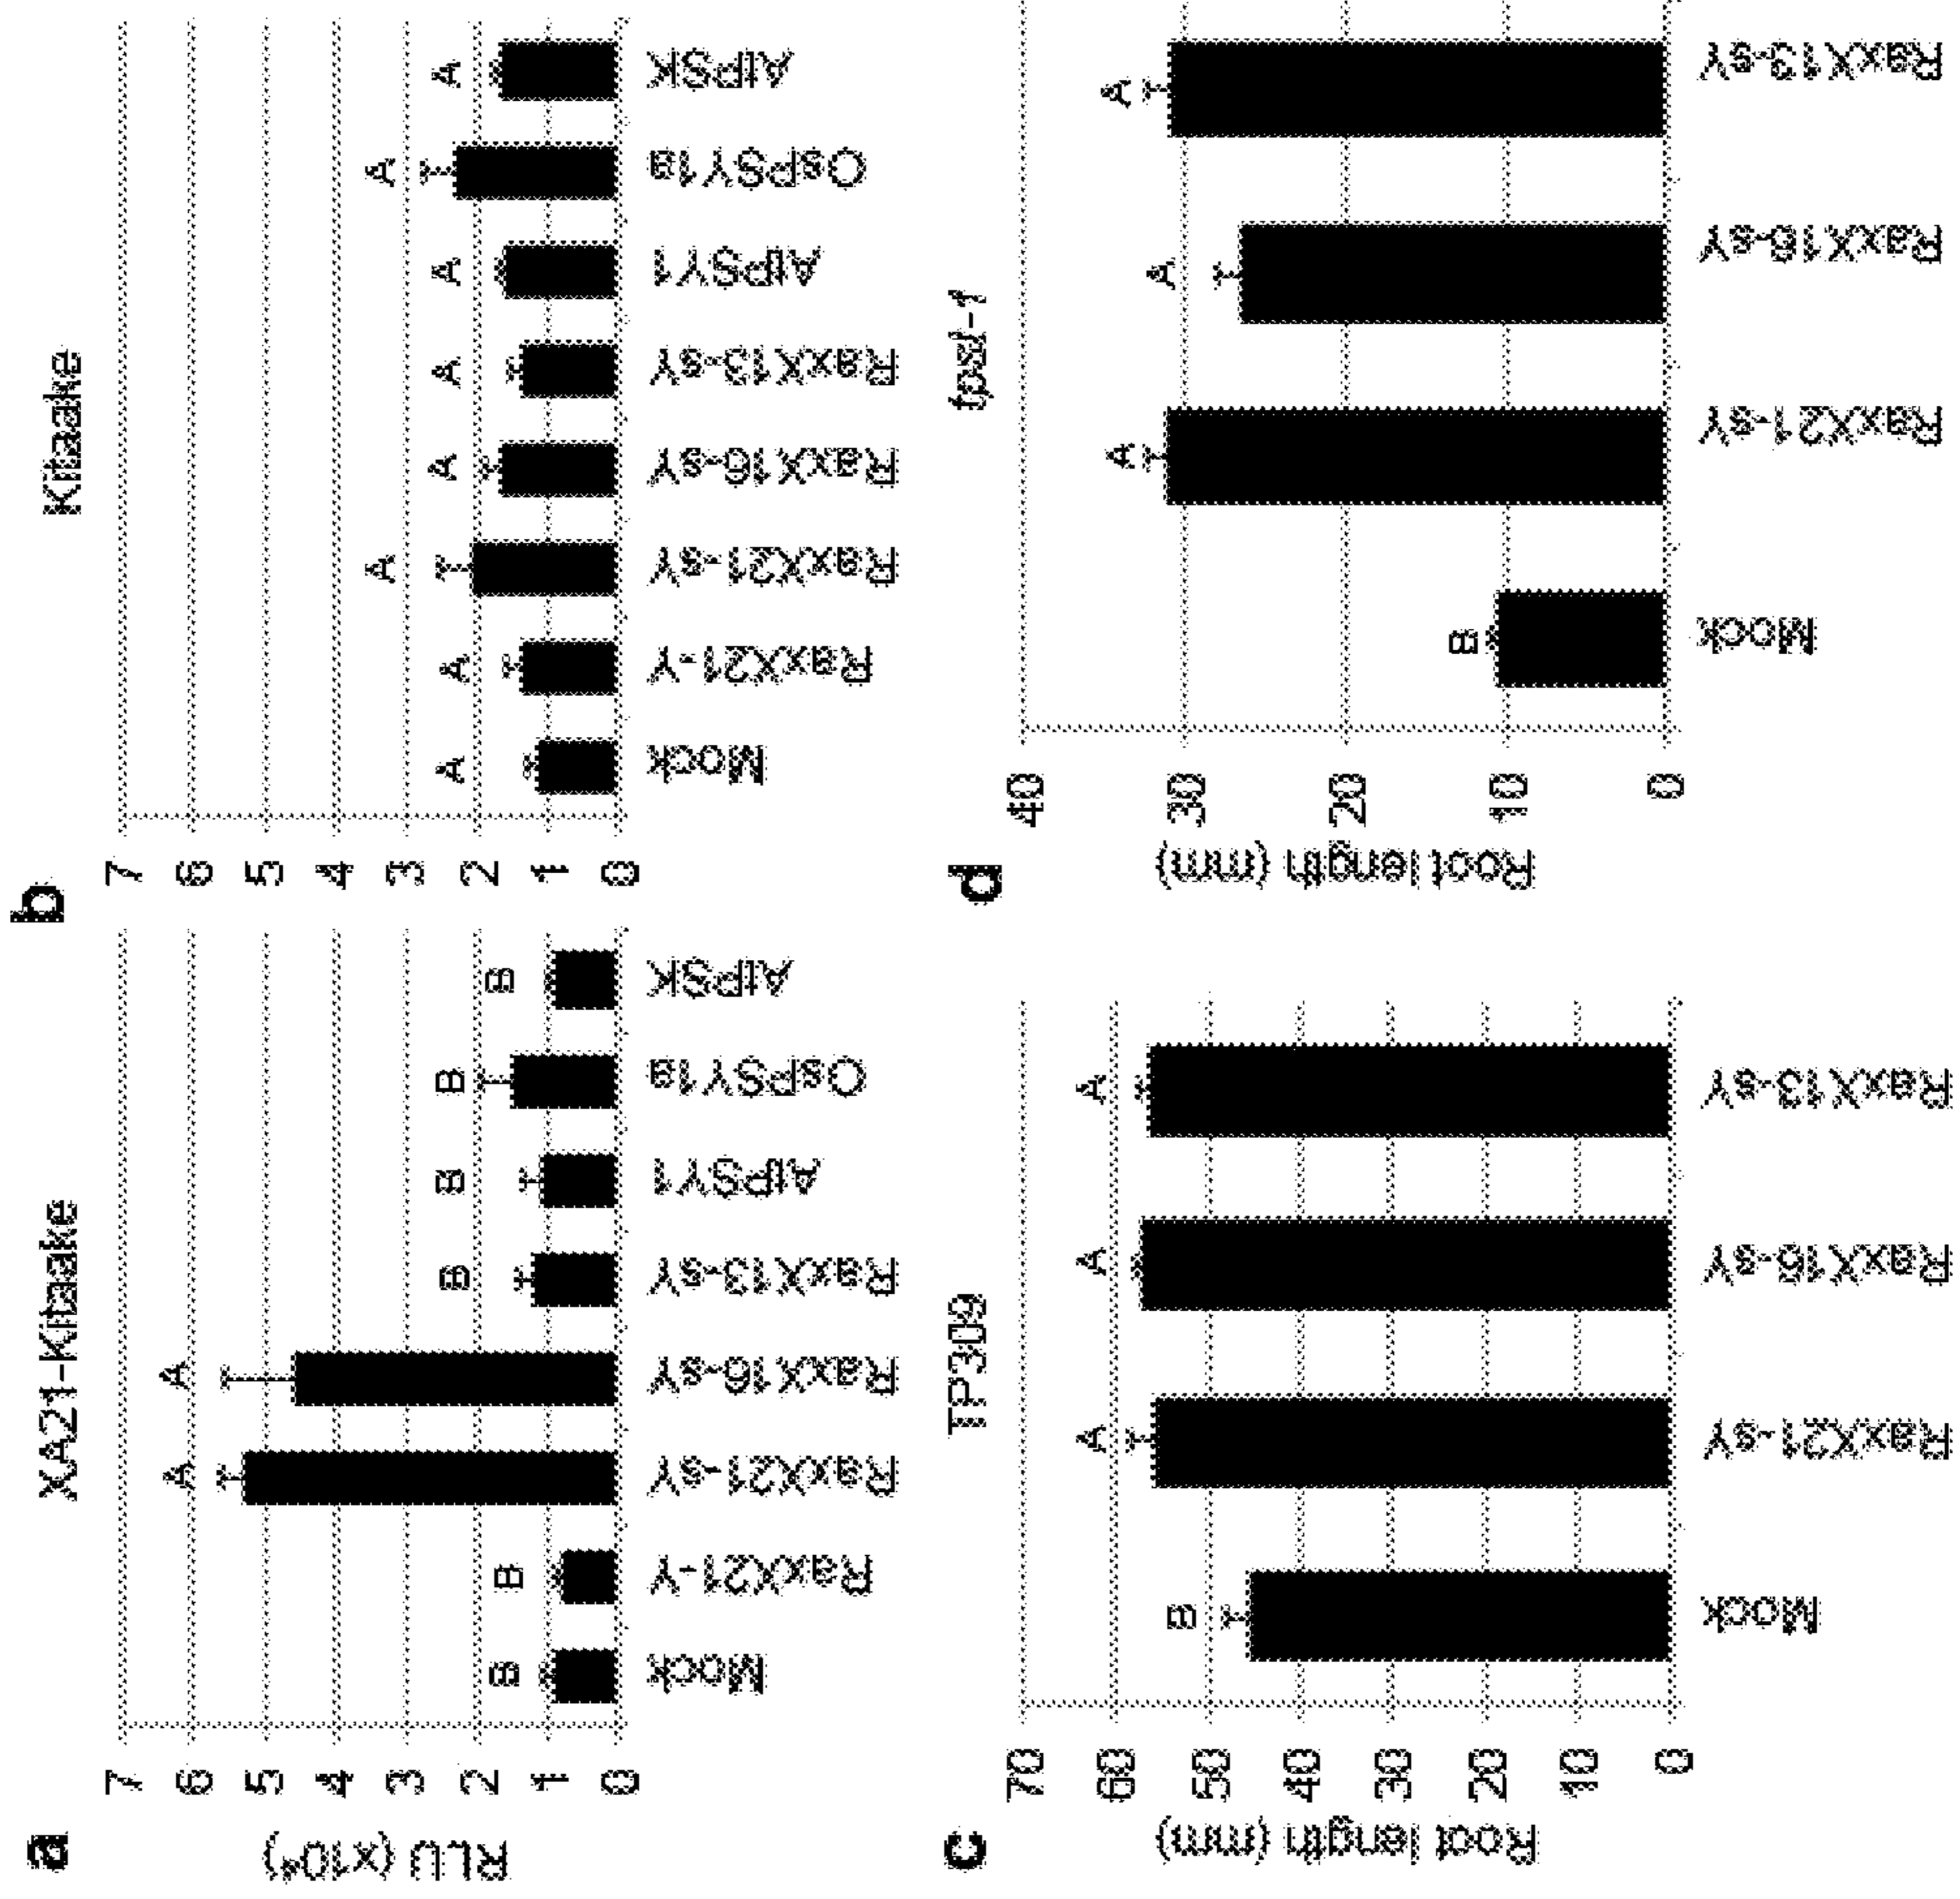 a
XA21-Kitaake
RLU (x10⁴)
7
6
5
4
3
2
1
0
B
B
A
A
B
B
B
B
Mock
RaxX21-Y
RaxX21-sY
RaxX16-sY
RaxX13-sY
AtPSY1
OsPSY1a
AtPSK
b
Kitaake
7
6
5
4
3
2
1
0
A
A
A
A
A
A
A
A
Mock
RaxX21-Y
RaxX21-sY
RaxX16-sY
RaxX13-sY
AtPSY1
OsPSY1a
AtPSK
c
TP309
Root length (mm)
70
60
50
40
30
20
10
0
B
A
A
A
Mock
RaxX21-sY
RaxX16-sY
RaxX13-sY
d
tpst-1
Root length (mm)
40
30
20
10
0
B
A
A
A
Mock
RaxX21-sY
RaxX16-sY
RaxX13-sY